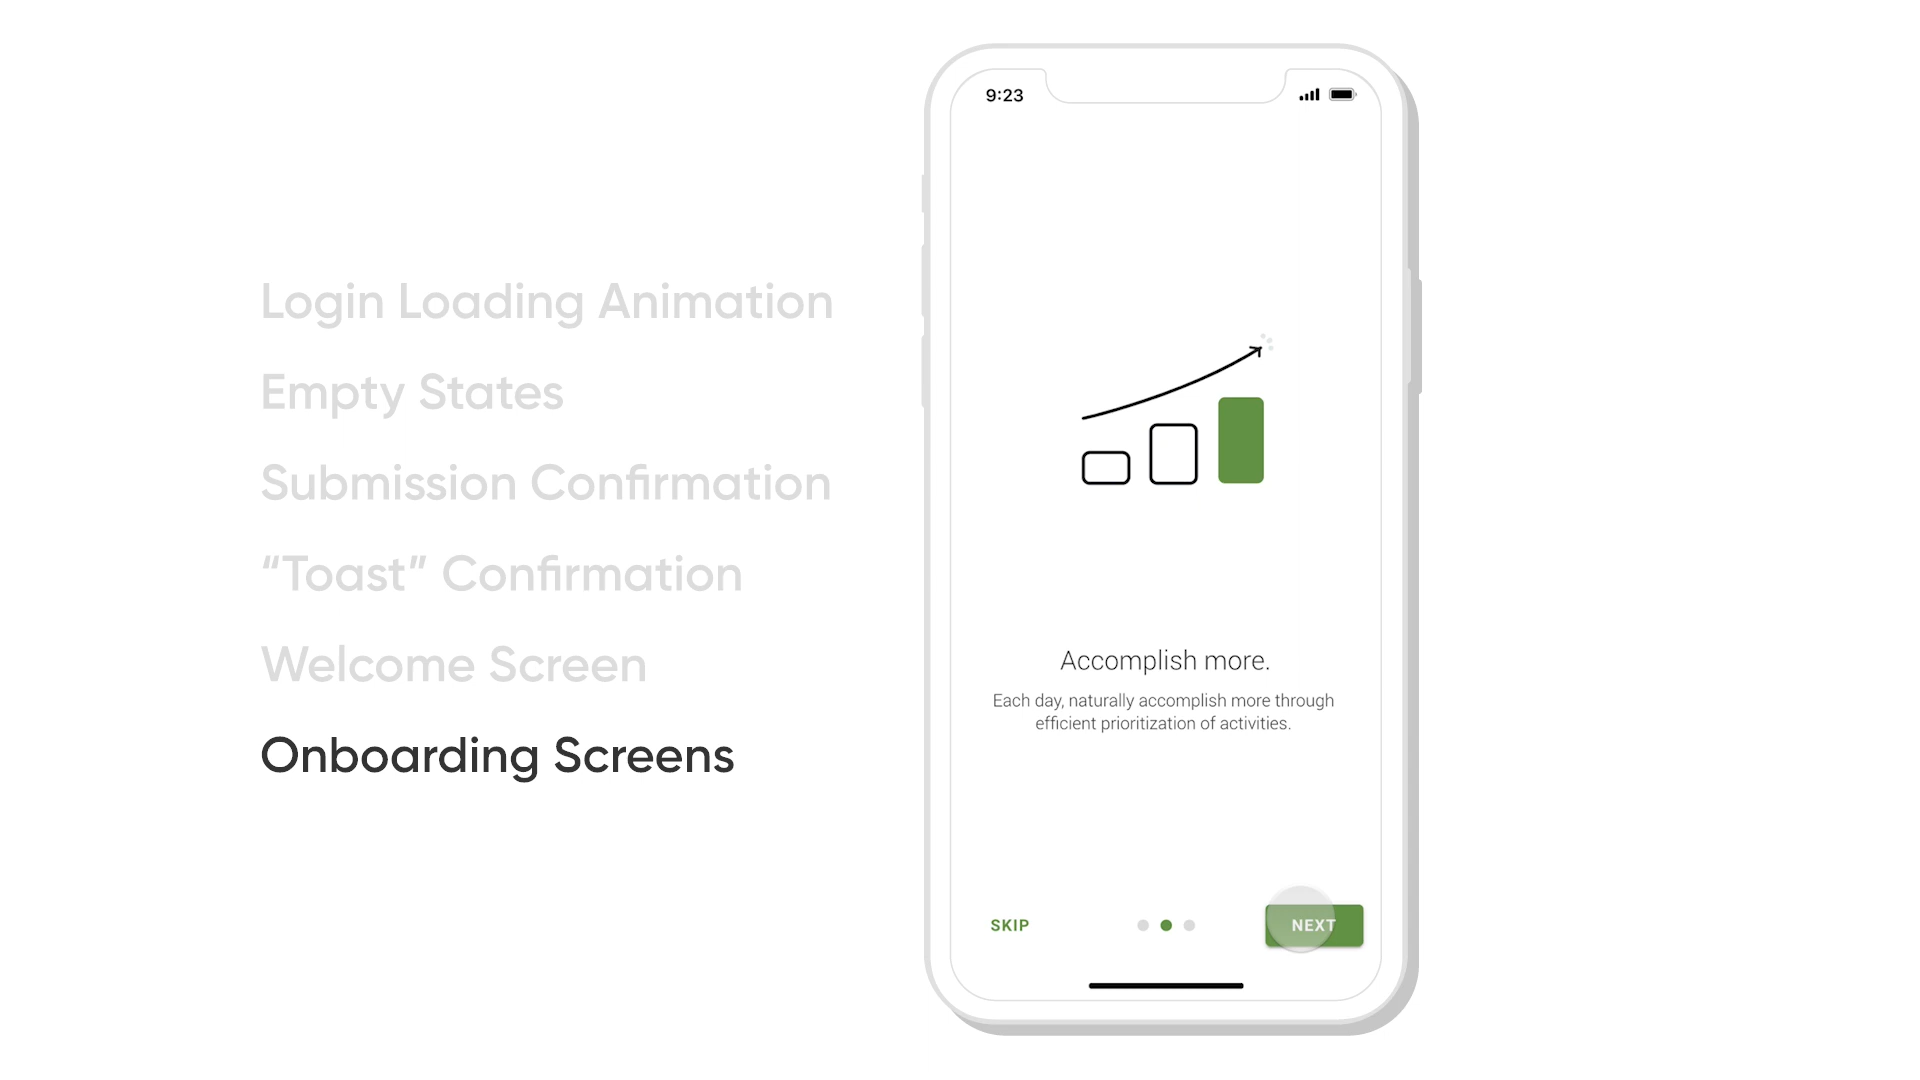 Login Loading Animation
Empty States
Submission Confirmation
“Toast” Confirmation
Welcome Screen
Onboarding Screens
9:23
Accomplish more.
Each day, naturally accomplish more through
efficient prioritization of activities.
SKIP
NEXT